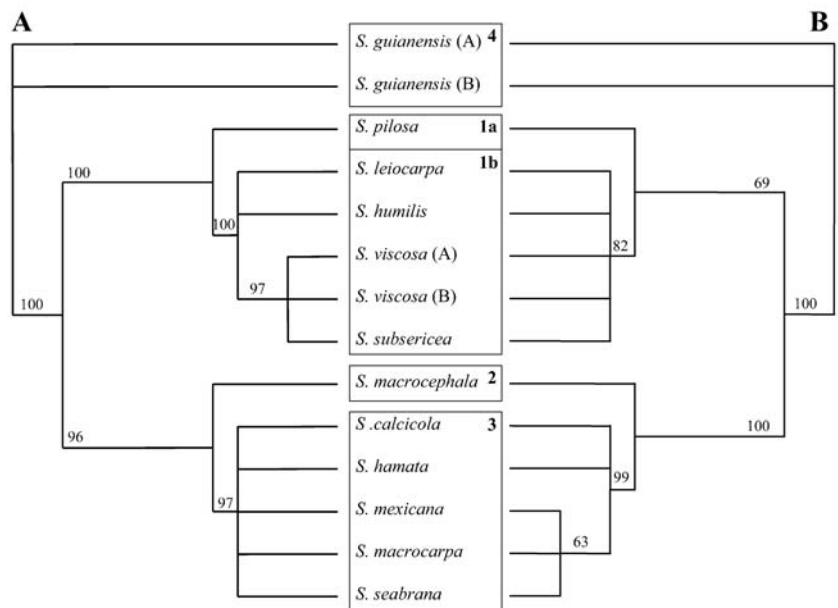 A B
S. guianensis (A) 4
S. guianensis (B)
S. pilosa 1a
100 S. leiocarpa 1b 69
100 S. humilis
S. viscosa (A) 82
97 S. viscosa (B)
100 100
S. subsericea
S. macrocephala 2
96 S .calcicola 3 100
S. hamata 99
97 S. mexicana
S. macrocarpa 63
S. seabrana